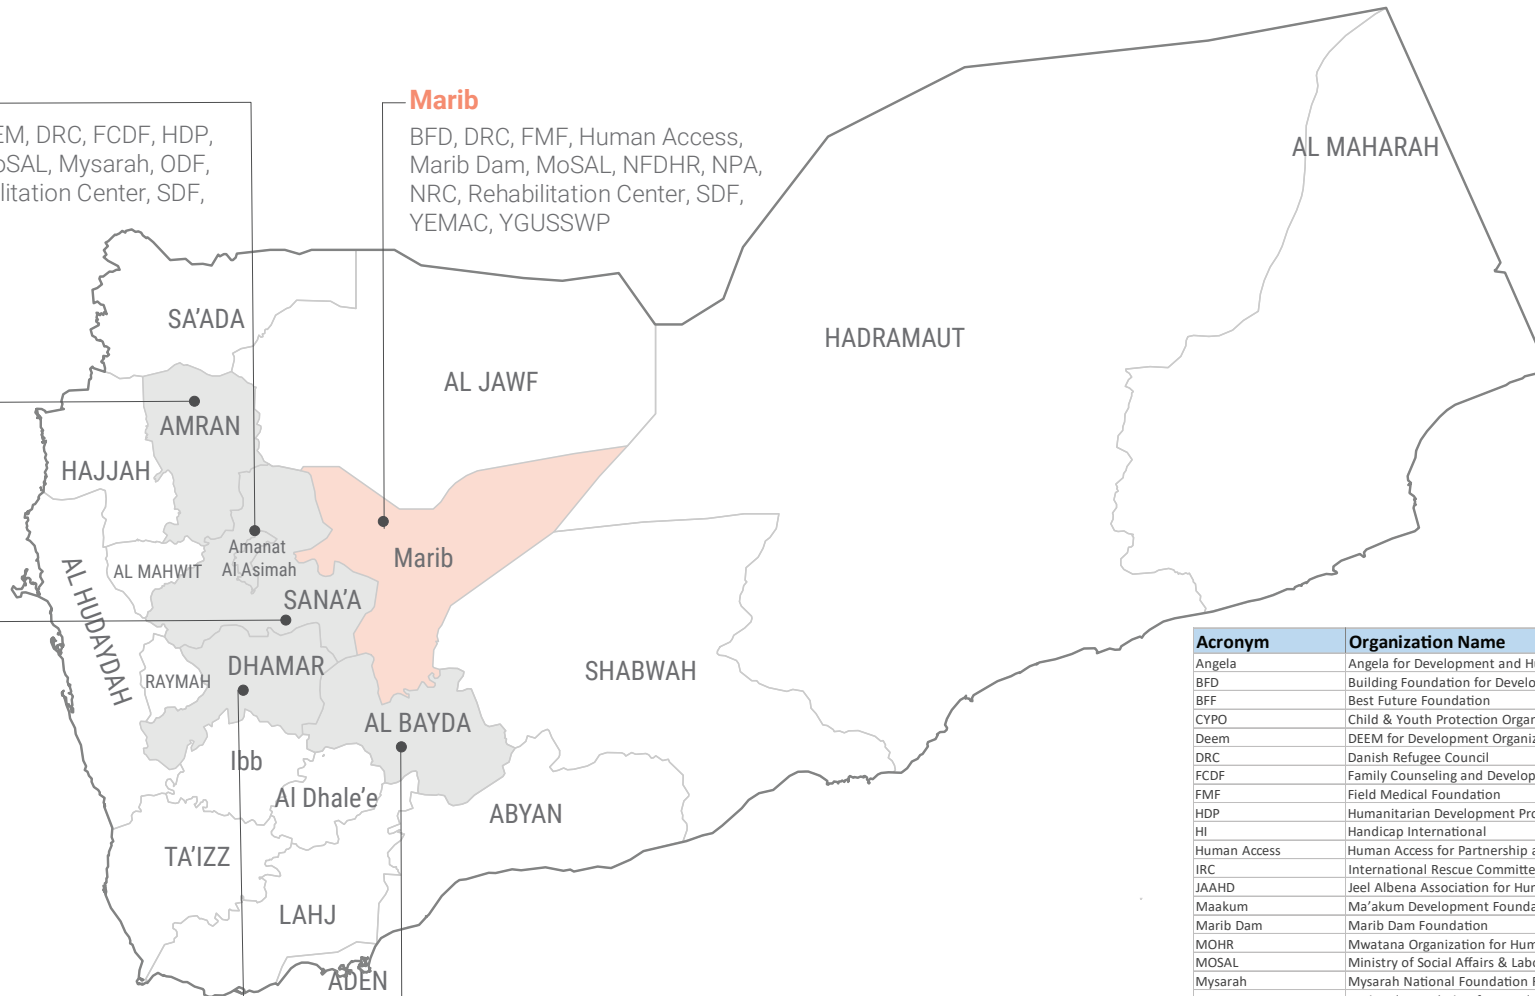 EM, DRC, FCDF, HDP,
oSAL, Mysarah, ODF,
litation Center, SDF,
Marib
BFD, DRC, FMF, Human Access,
Marib Dam, MoSAL, NFDHR, NPA,
NRC, Rehabilitation Center, SDF,
YEMAC, YGUSSWP
AL MAHARAH
SA'ADA
HADRAMAUT
AL JAWF
AMRAN
HAJJAH
Amanat
Al Asimah
Marib
AL MAHWIT
SANA'A
AL HUDAYDAH
DHAMAR
RAYMAH
SHABWAH
AL BAYDA
Ibb
Al Dhale'e
ABYAN
TA'IZZ
LAHJ
ADEN
Acronym Organization Name
Angela Angela for Development and H
BFD Building Foundation for Develo
BFF Best Future Foundation
CYPO Child & Youth Protection Organ
Deem DEEM for Development Organiz
DRC Danish Refugee Council
FCDF Family Counseling and Develop
FMF Field Medical Foundation
HDP Humanitarian Development Pro
HI Handicap International
Human Access Human Access for Partnership a
IRC International Rescue Committe
JAAHD Jeel Albena Association for Hum
Maakum Ma'akum Development Founda
Marib Dam Marib Dam Foundation
MOHR Mwatana Organization for Hum
MOSAL Ministry of Social Affairs & Labo
Mysarah Mysarah National Foundation F